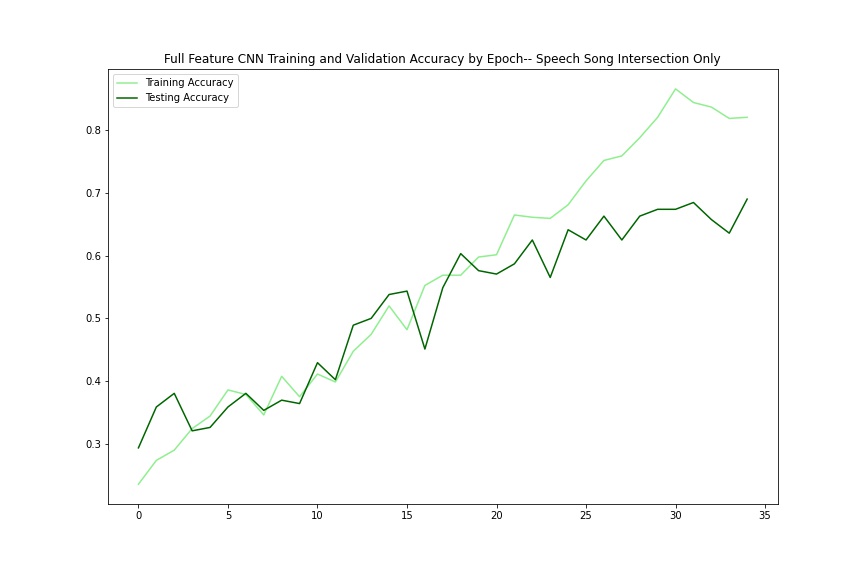 Full Feature CNN Training and Validation Accuracy by Epoch-- Speech Song Intersection Only
Training Accuracy
Testing Accuracy
0.8
0.7
0.6
0.5
0.4
0.3
0 5 10 15 20 25 30 35